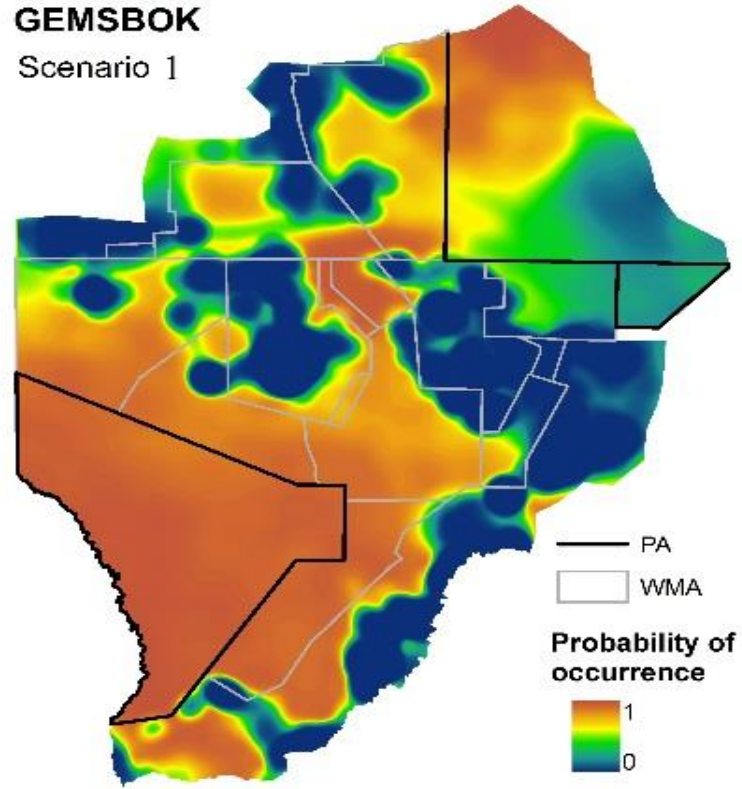 GEMSBOK
Scenario 1
PA
WMA
Probability of
occurrence
1
0